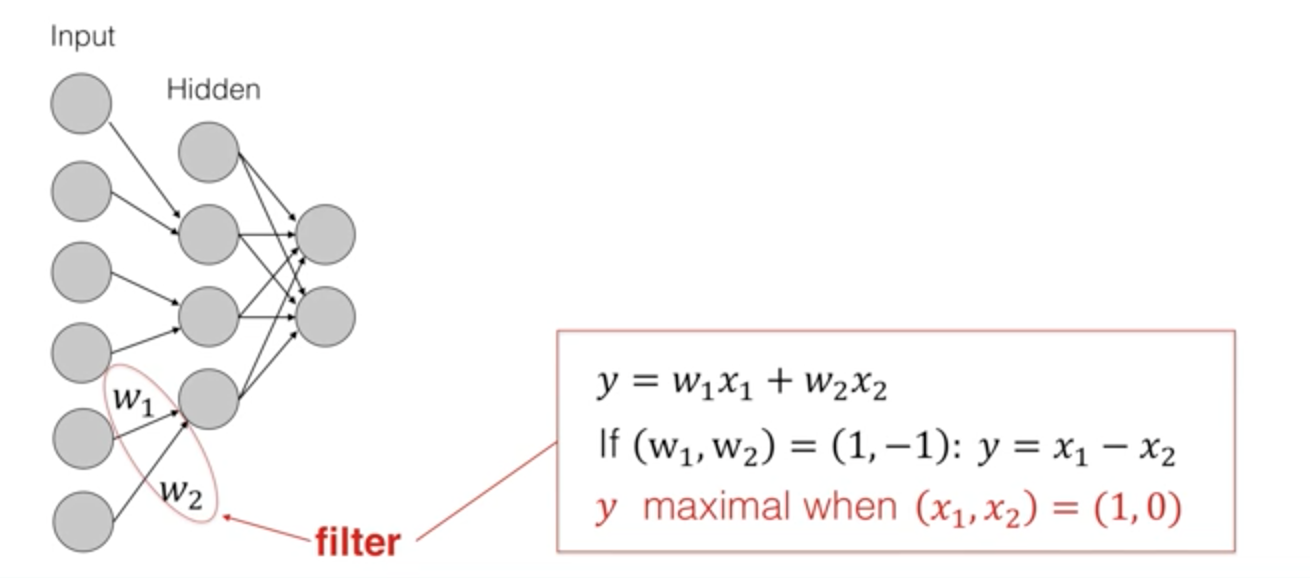 Input
Hidden
w₁
w₂
filter
y = w₁x₁ + w₂x₂
If (w₁, w₂) = (1, −1): y = x₁ − x₂
y maximal when (x₁, x₂) = (1, 0)